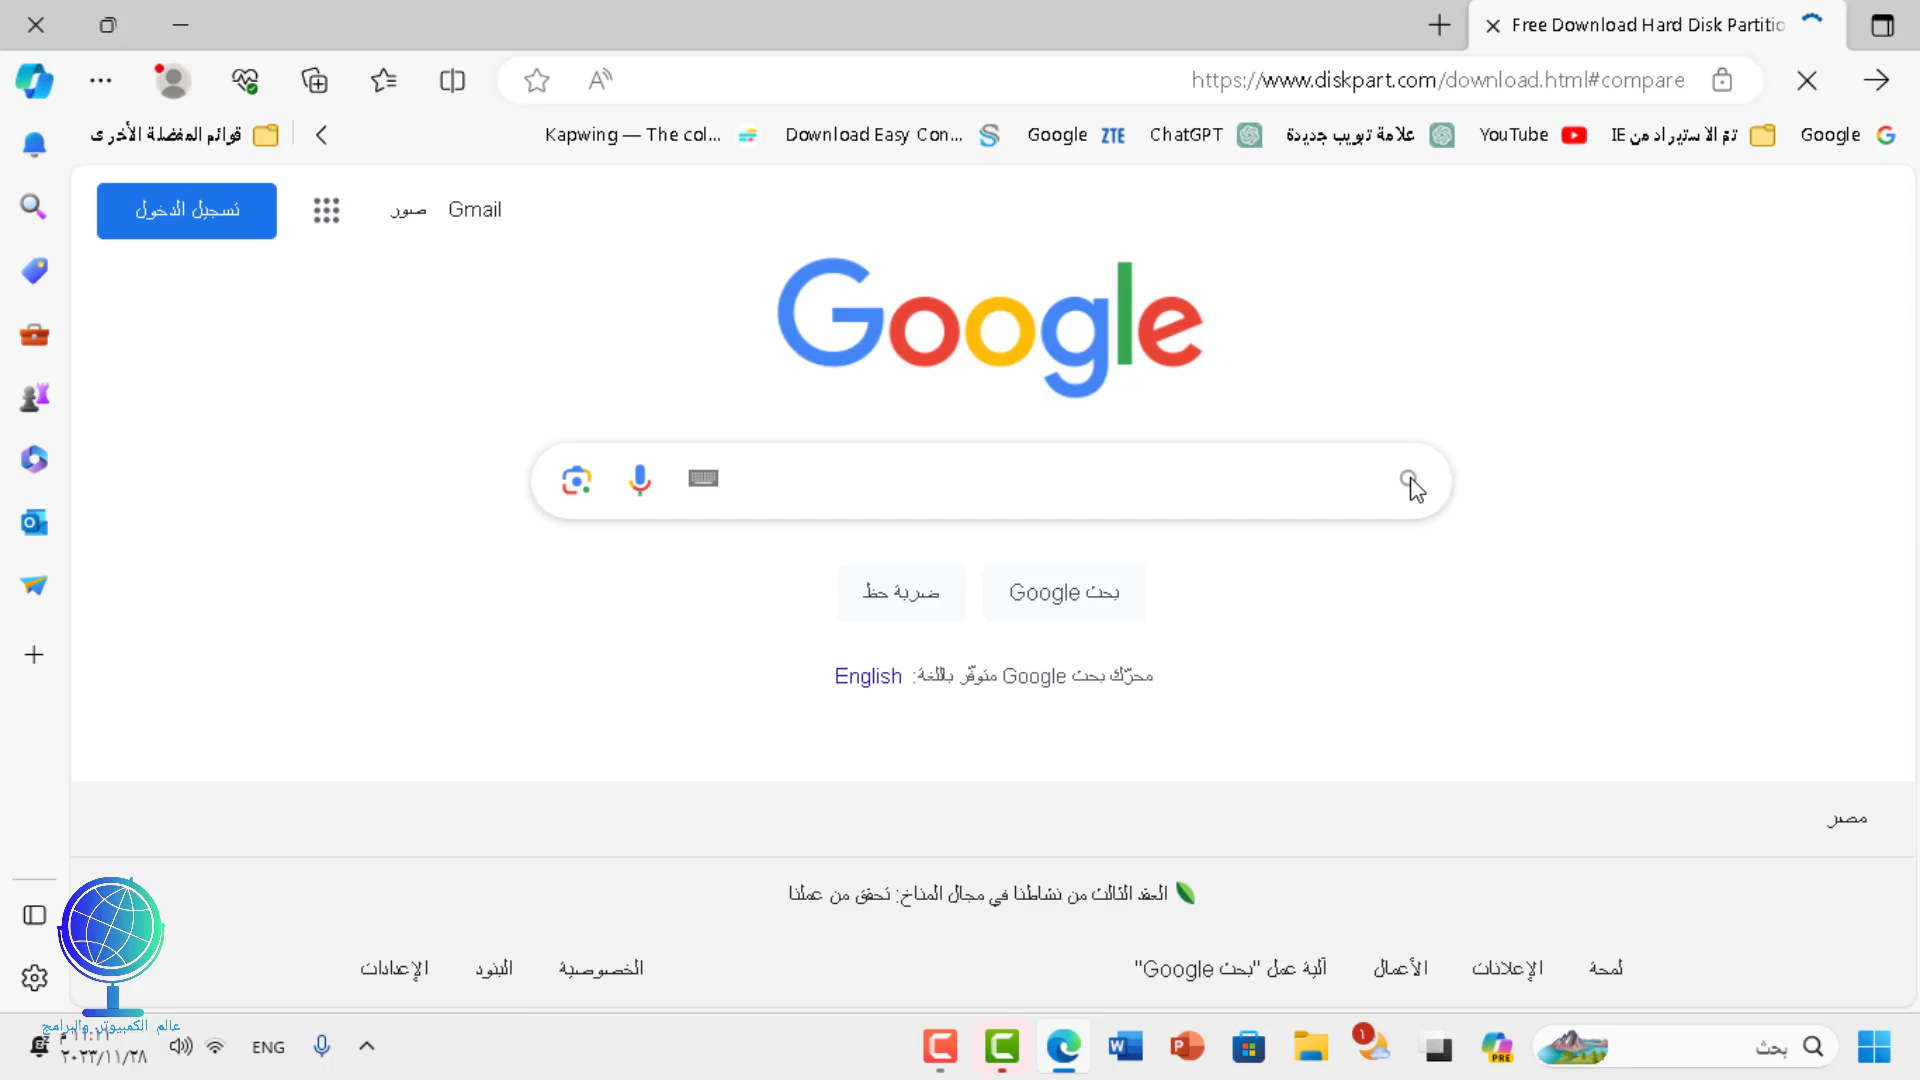 Free Download Hard Disk Partitio
https://www.diskpart.com/download.html#compare
Google
تم الاستيراد من IE
YouTube
علامة تبويب جديدة
ChatGPT
ZTE Google
Download Easy Con...
Kapwing — The col...
قوائم المفضلة الأخرى
Gmail صور
تسجيل الدخول
Google
بحث Google
ضربة حظ
محرّك بحث Google متوفّر باللغة: English
مصر
العقد الثالث من نشاطنا في مجال المناخ: تحقق من عملنا
لمحة الإعلانات الأعمال آلية عمل "بحث Google"
الخصوصية البنود الإعدادات
عالم الكمبيوتر والبرامج
بحث
PRE
١
ENG
٢٠٢٣/١١/٢٨